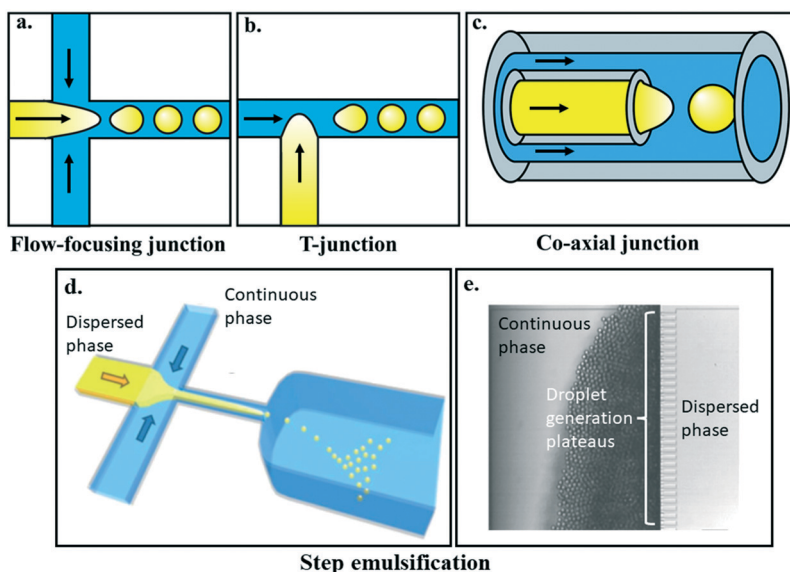 a.
b.
c.
Flow-focusing junction
T-junction
Co-axial junction
d.
Continuous
phase
Dispersed
phase
e.
Continuous
phase
Droplet
generation
plateaus
Dispersed
phase
Step emulsification